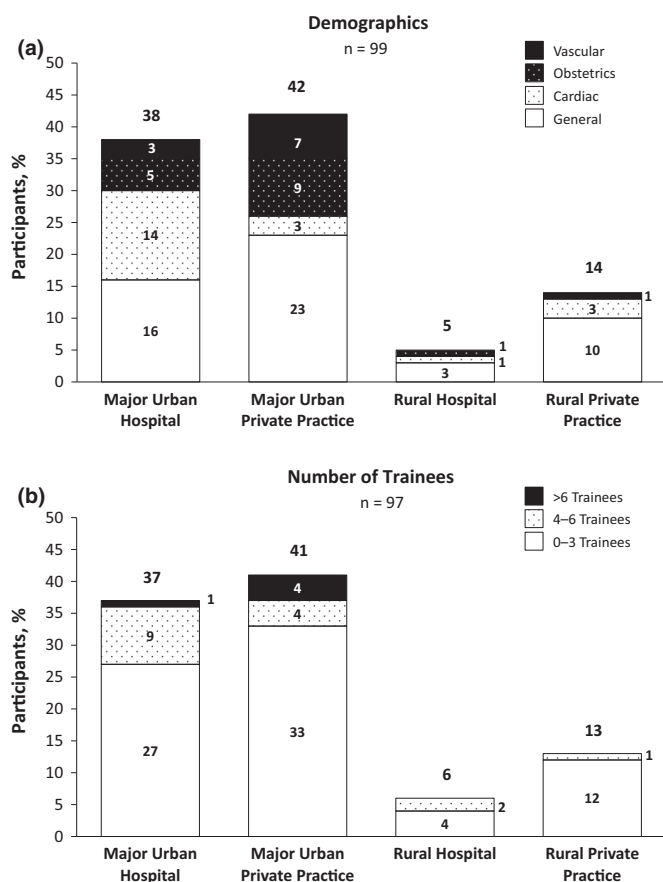 Demographics
(a)
n = 99
Vascular
Obstetrics
Cardiac
General
Participants, %
50
45
40
35
30
25
20
15
10
5
0
38
3
5
14
16
42
7
9
3
23
5
1
1
3
14
1
3
10
Major Urban Hospital
Major Urban Private Practice
Rural Hospital
Rural Private Practice
Number of Trainees
(b)
n = 97
>6 Trainees
4–6 Trainees
0–3 Trainees
Participants, %
50
45
40
35
30
25
20
15
10
5
0
37
1
9
27
41
4
4
33
6
2
4
13
1
12
Major Urban Hospital
Major Urban Private Practice
Rural Hospital
Rural Private Practice